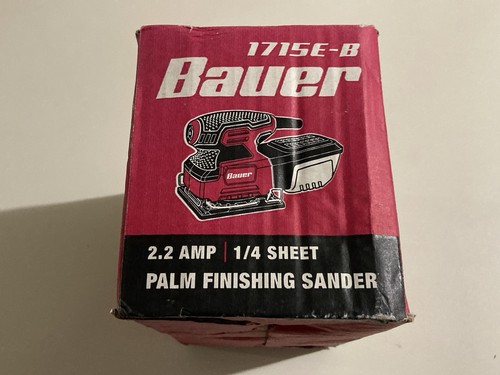 1715E-B
Bauer
Bauer
2.2 AMP | 1/4 SHEET
PALM FINISHING SANDER